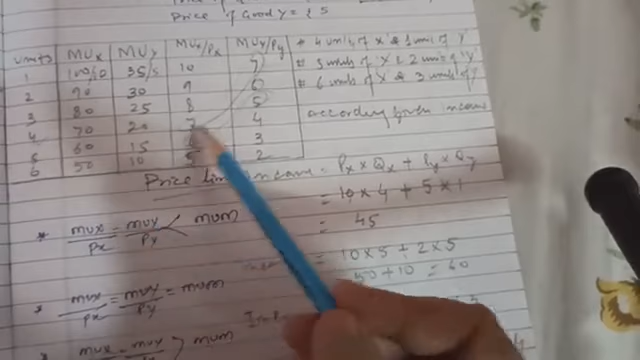 Price of Good Y = ₹ 5
units MUx MUy MUx/Px MUy/Py
1 100/10 35/5 10 7
2 90 30 9 6
3 80 25 8 5
4 70 20 7 4
5 60 15 3
6 50 10 5 2
* 4 units of 'X' & 1 unit of 'Y'
* 5 units of 'X' & 2 unit of 'Y'
* 6 units of 'X' & 3 units of 'Y'
according given income
Price line income = Px × Qx + Py × Qy
= 10 × 4 + 5 × 1
= 45
* MUx/Px = MUy/Py < MUM
10 × 5 + 2 × 5
50 + 10 = 60
* MUx/Px = MUy/Py = MUM
* MUx/Px = MUy/Py > MUM